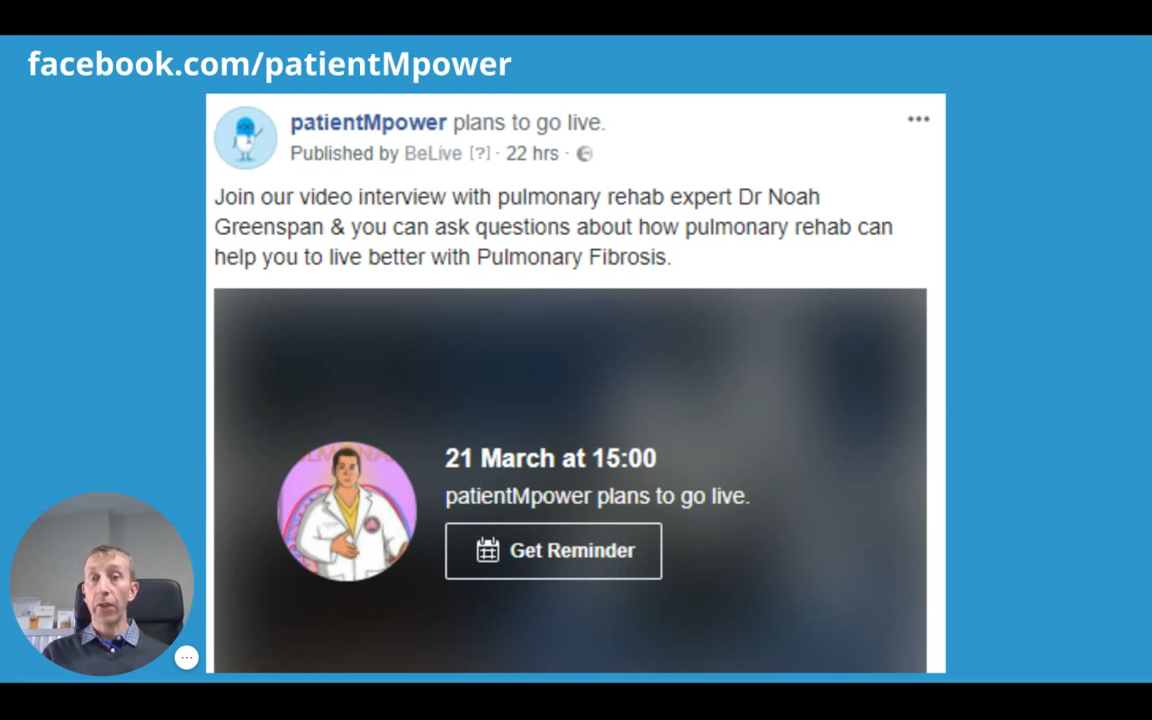 facebook.com/patientMpower
patientMpower plans to go live.
Published by BeLive [?] · 22 hrs ·
Join our video interview with pulmonary rehab expert Dr Noah
Greenspan & you can ask questions about how pulmonary rehab can
help you to live better with Pulmonary Fibrosis.
21 March at 15:00
patientMpower plans to go live.
Get Reminder